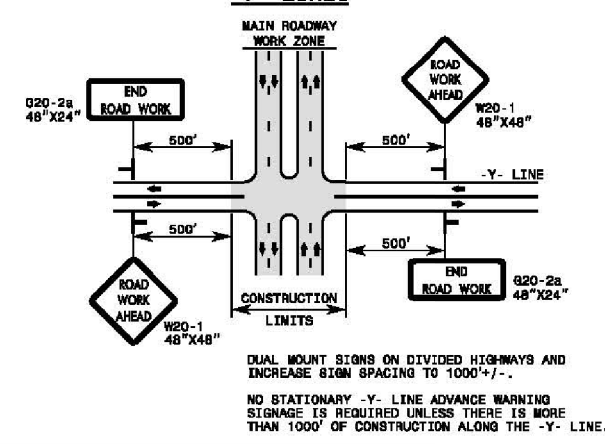 MAIN ROADWAY
WORK ZONE
END
ROAD WORK
G20-2a
48"X24"
ROAD
WORK
AHEAD
W20-1
48"X48"
500'
500'
-Y- LINE
500'
500'
ROAD
WORK
AHEAD
W20-1
48"X48"
CONSTRUCTION
LIMITS
END
ROAD WORK
G20-2a
48"X24"
DUAL MOUNT SIGNS ON DIVIDED HIGHWAYS AND
INCREASE SIGN SPACING TO 1000'+/-.
NO STATIONARY -Y- LINE ADVANCE WARNING
SIGNAGE IS REQUIRED UNLESS THERE IS MORE
THAN 1000' OF CONSTRUCTION ALONG THE -Y- LINE.